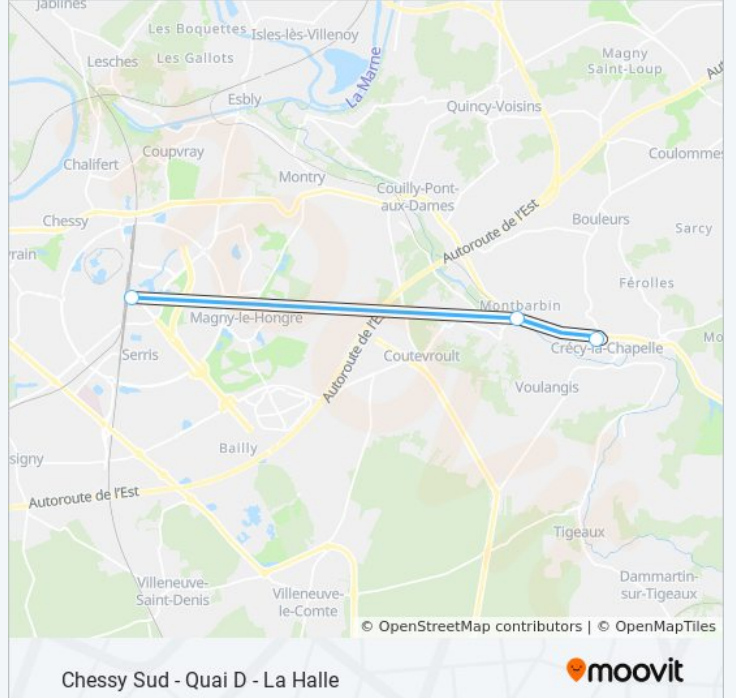 Jablines
Les Boquettes
Isles-lès-Villenoy
Lesches
Les Gallots
La Marne
Magny
Saint-Loup
Esbly
Quincy-Voisins
Coupvray
Coulomme
Chalifert
Montry
Couilly-Pont-
aux-Dames
Chessy
Autoroute de l'Est
Bouleurs
Sarcy
Férolles
Montbarbin
Magny-le-Hongre
Serris
Autoroute de l'E
Coutevroult
Crécy-la-Chapelle
Voulangis
Bailly
Autoroute de l'Est
Tigeaux
Villeneuve-
Saint-Denis
Villeneuve-
le-Comte
Dammartin-
sur-Tigeaux
© OpenStreetMap contributors | © OpenMapTiles
Chessy Sud - Quai D - La Halle
moovit